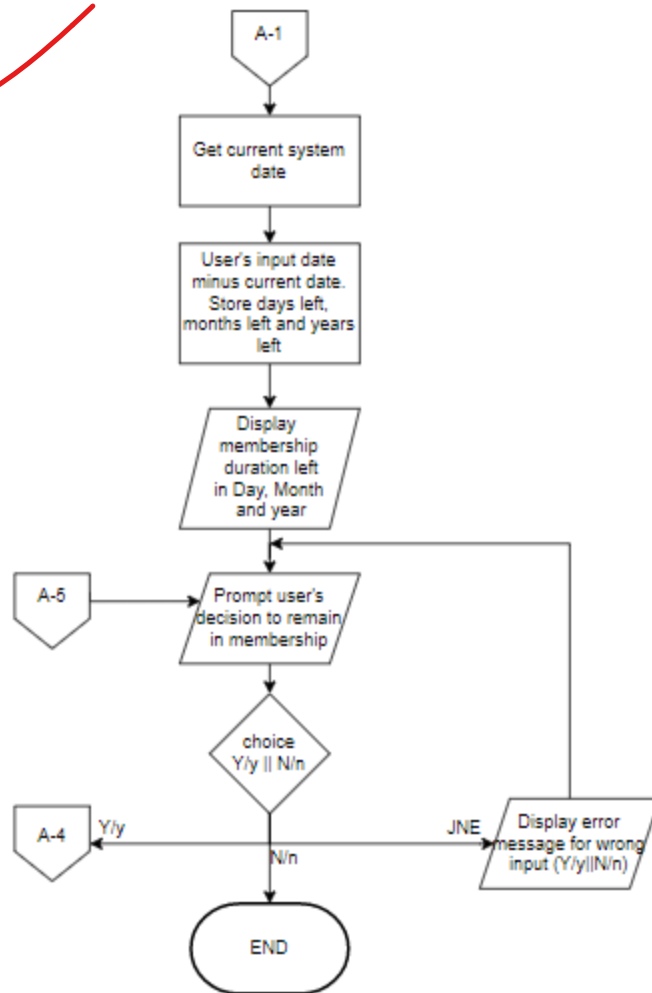 A-1
Get current system
date
User's input date
minus current date.
Store days left,
months left and years
left
Display
membership
duration left
in Day, Month
and year
A-5
Prompt user's
decision to remain
in membership
choice
Y/y || N/n
A-4
Y/y
N/n
JNE
Display error
message for wrong
input (Y/y||N/n)
END